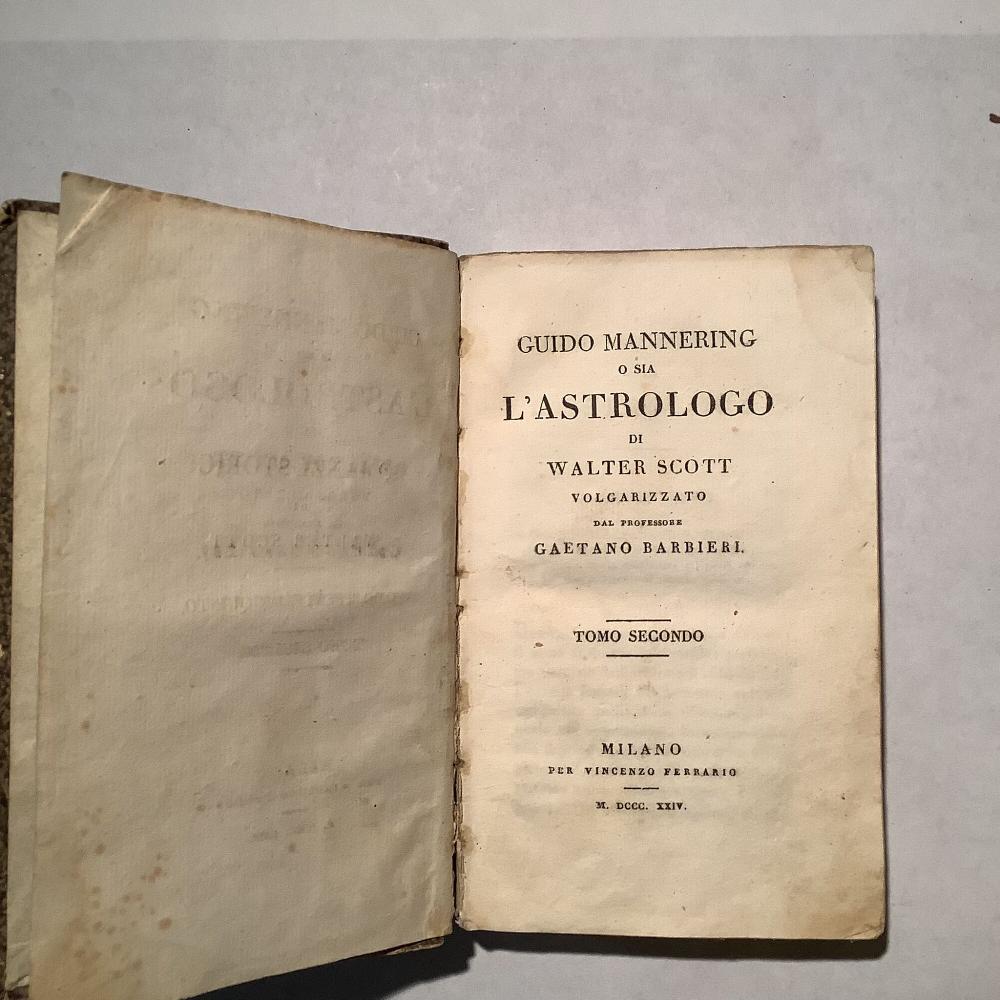 GUIDO MANNERING
O SIA
L'ASTROLOGO
DI
WALTER SCOTT
VOLGARIZZATO
DAL PROFESSORE
GAETANO BARBIERI.
TOMO SECONDO
MILANO
PER VINCENZO FERRARIO
M. DCCC. XXIV.